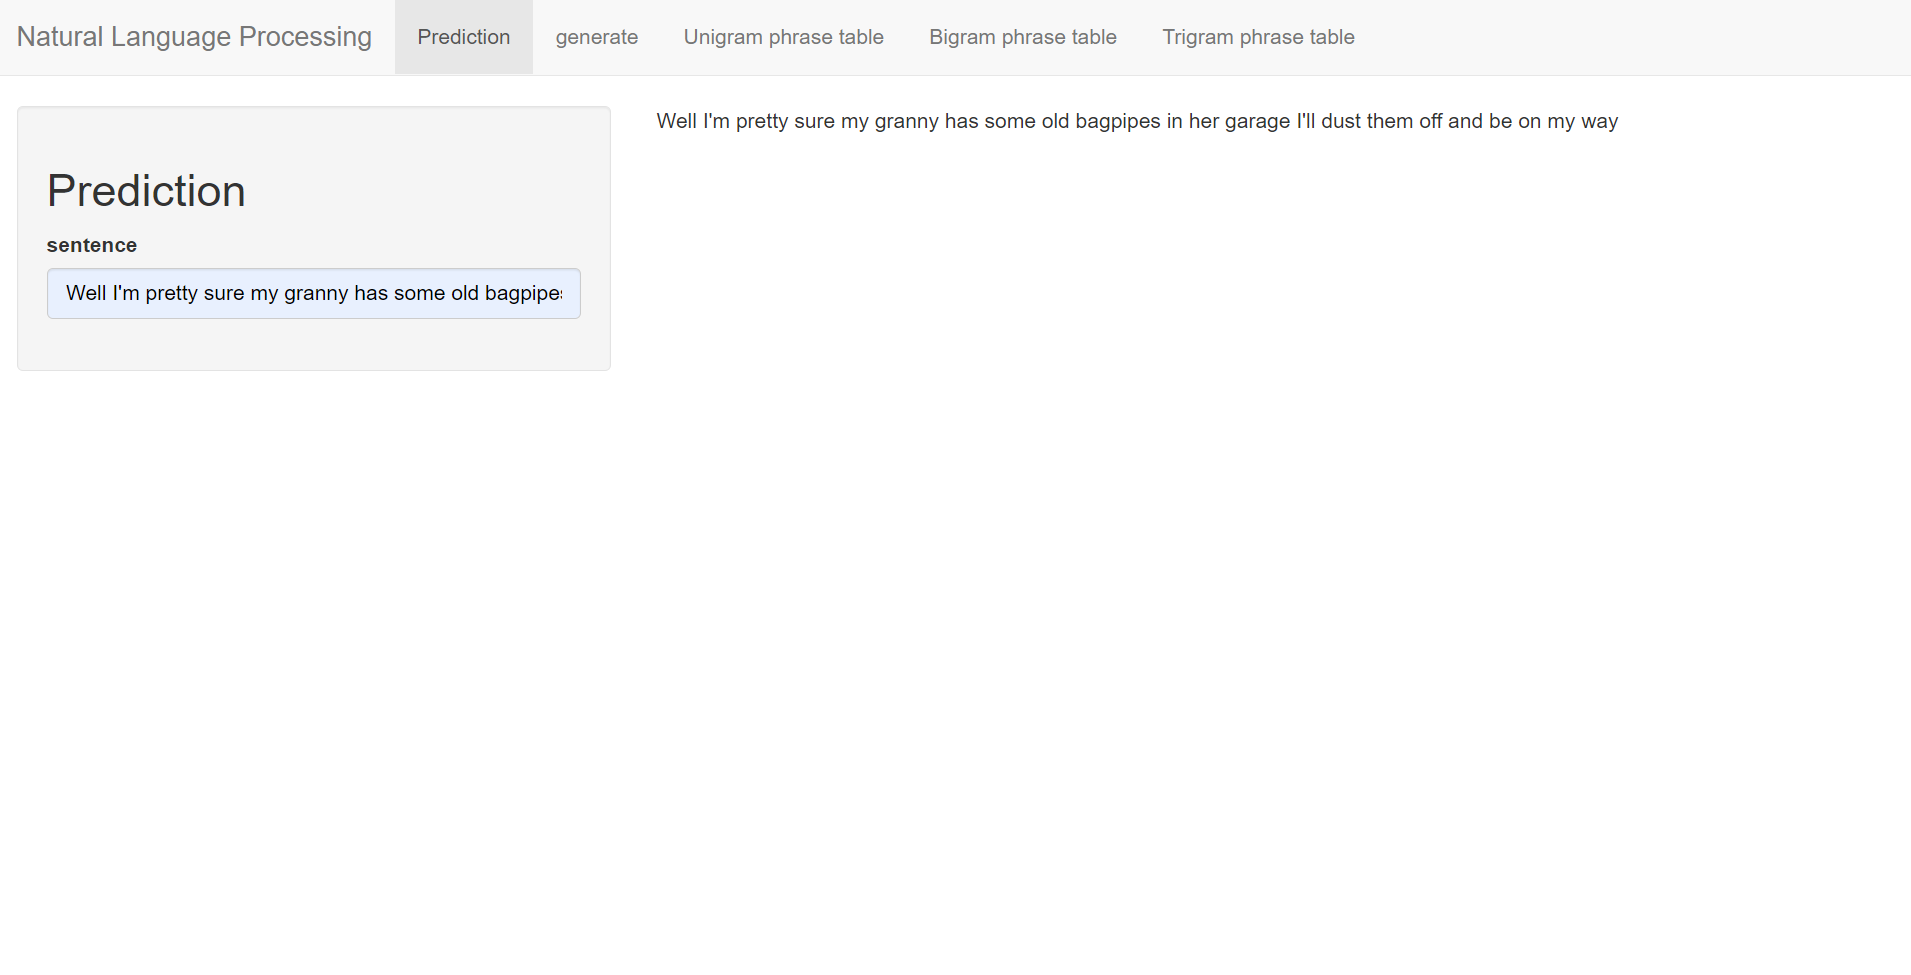 Natural Language Processing Prediction generate Unigram phrase table Bigram phrase table Trigram phrase table
Prediction
sentence
Well I'm pretty sure my granny has some old bagpipes
Well I'm pretty sure my granny has some old bagpipes in her garage I'll dust them off and be on my way